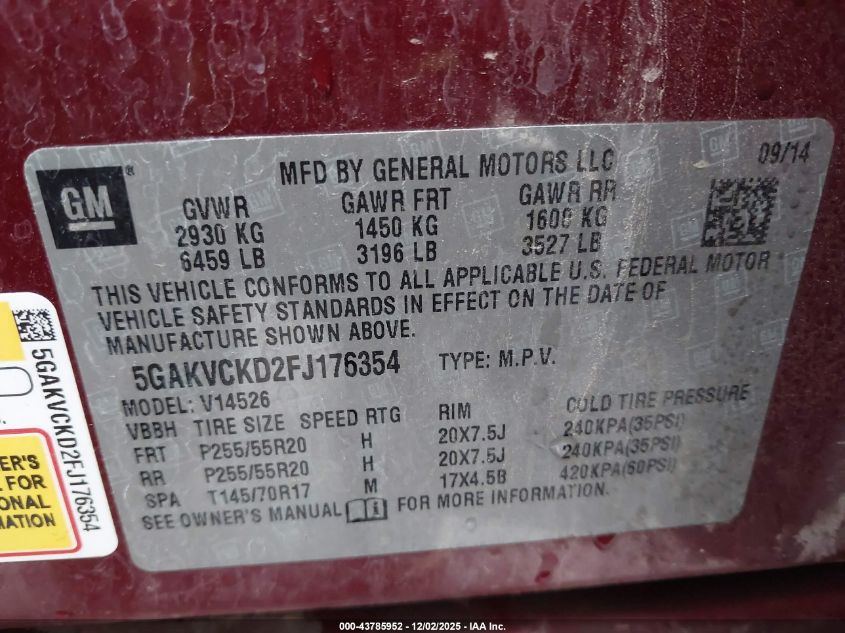 GM
®
MFD BY GENERAL MOTORS LLC
09/14
GVWR GAWR FRT GAWR RR
2930 KG 1450 KG 1600 KG
6459 LB 3196 LB 3527 LB
THIS VEHICLE CONFORMS TO ALL APPLICABLE U.S. FEDERAL MOTOR
VEHICLE SAFETY STANDARDS IN EFFECT ON THE DATE OF
MANUFACTURE SHOWN ABOVE.
5GAKVCKD2FJ176354 TYPE: M.P.V.
MODEL: V14526
VBBH TIRE SIZE SPEED RTG RIM COLD TIRE PRESSURE
FRT P255/55R20 H 20X7.5J 240KPA(35PSI)
RR P255/55R20 H 20X7.5J 240KPA(35PSI)
SPA T145/70R17 M 17X4.5B 420KPA(60PSI)
SEE OWNER'S MANUAL FOR MORE INFORMATION.
5GAKVCKD2FJ176354
ER'S
FOR
ONAL
MATION
000-43785952 - 12/02/2025 - IAA Inc.